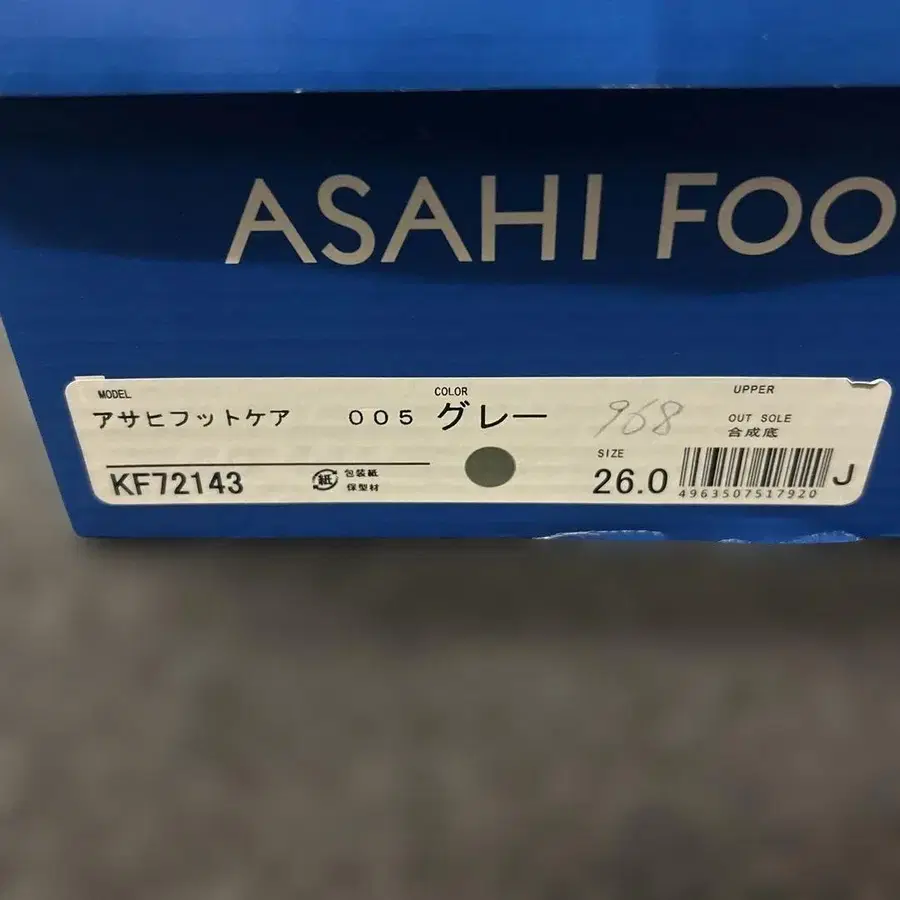 ASAHI FOO
MODEL
アサヒフットケア 005
COLOR
グレー
968
UPPER
OUT SOLE
合成底
KF72143
紙
包装紙
保型材
SIZE
26.0
4963507517920
J